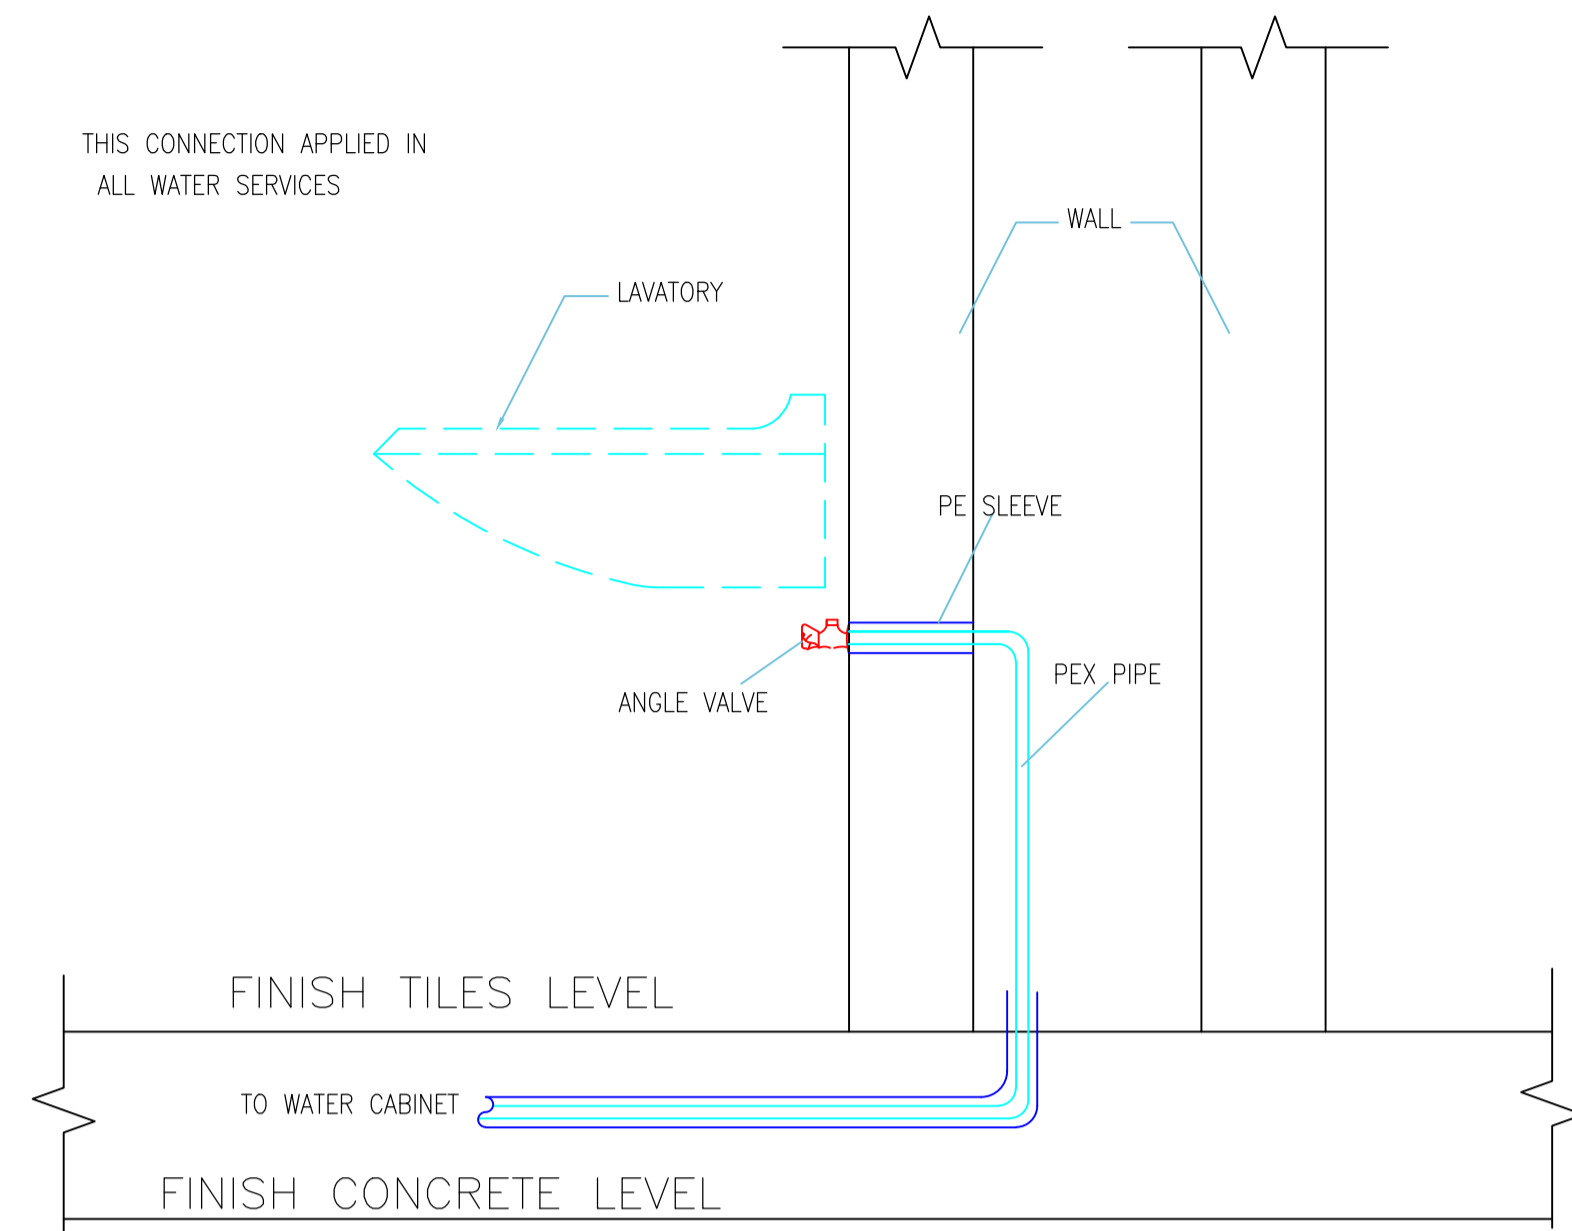 THIS CONNECTION APPLIED IN
ALL WATER SERVICES
WALL
LAVATORY
PE SLEEVE
PEX PIPE
ANGLE VALVE
FINISH TILES LEVEL
TO WATER CABINET
FINISH CONCRETE LEVEL